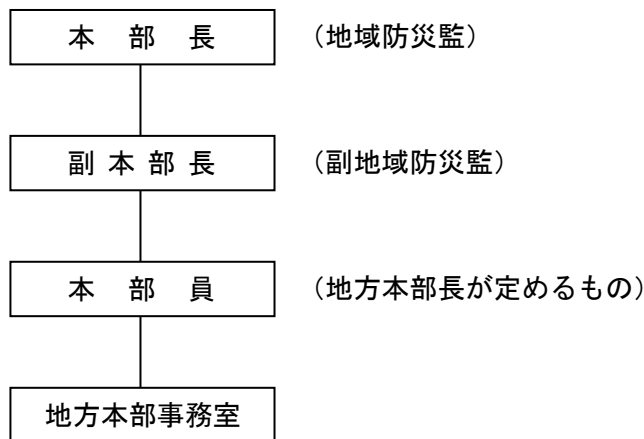 本 部 長 （地域防災監）
副 本 部 長 （副地域防災監）
本 部 員 （地方本部長が定めるもの）
地方本部事務室